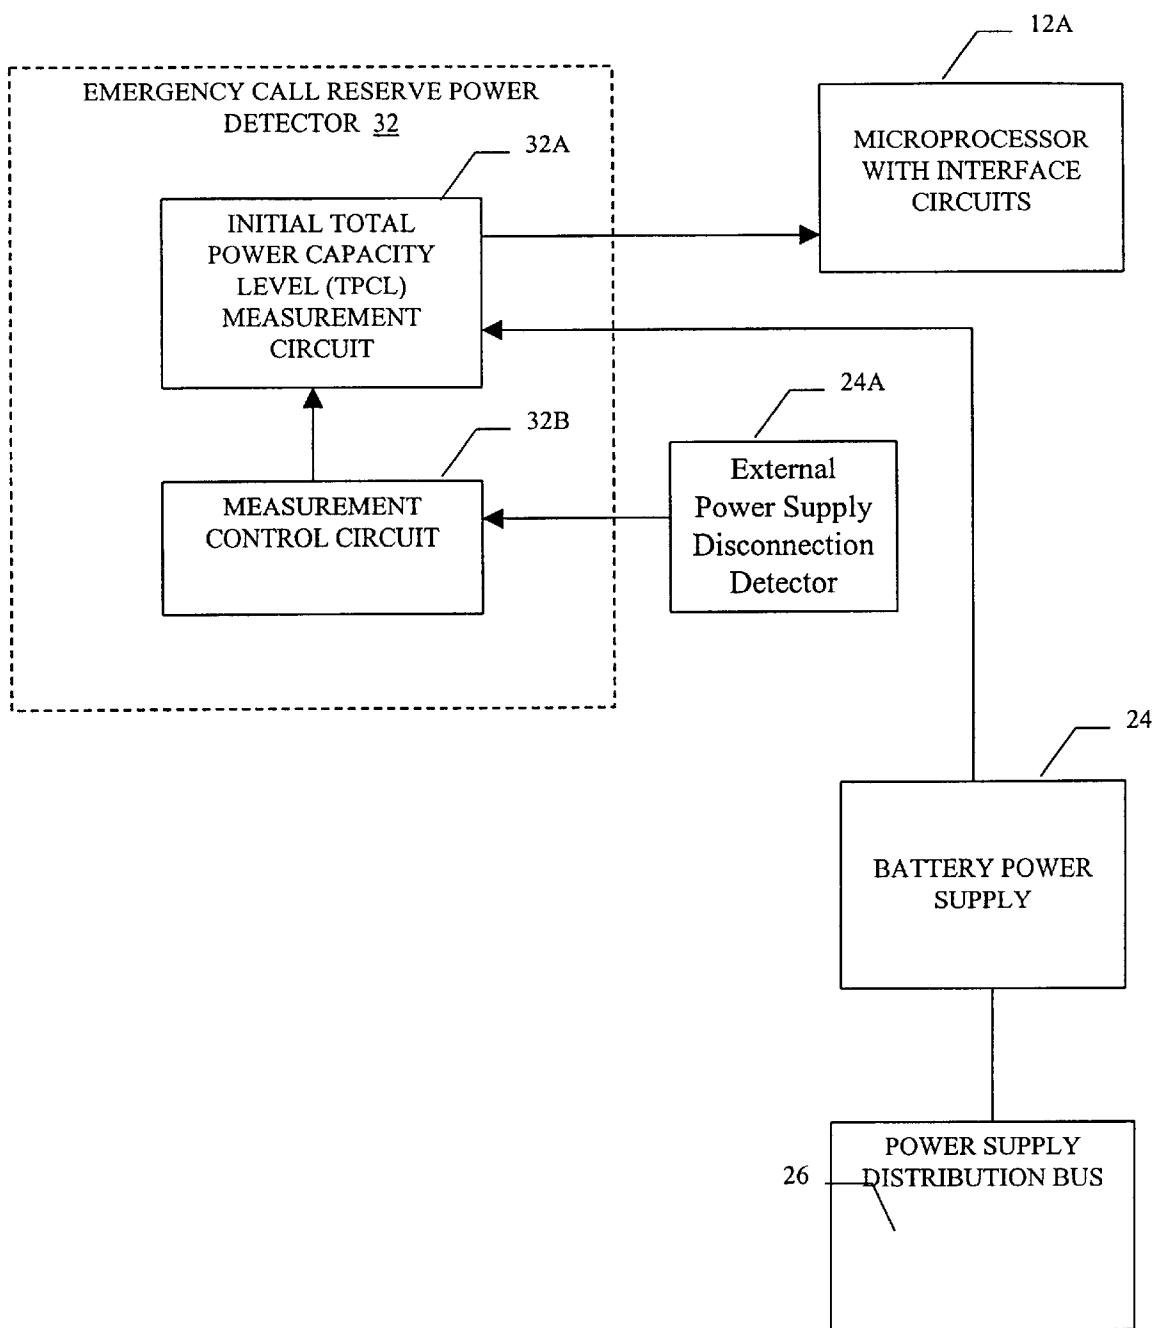 12A
EMERGENCY CALL RESERVE POWER
DETECTOR 32
MICROPROCESSOR
WITH INTERFACE
CIRCUITS
32A
INITIAL TOTAL
POWER CAPACITY
LEVEL (TPCL)
MEASUREMENT
CIRCUIT
24A
32B
External
Power Supply
Disconnection
Detector
MEASUREMENT
CONTROL CIRCUIT
24
BATTERY POWER
SUPPLY
POWER SUPPLY
DISTRIBUTION BUS
26